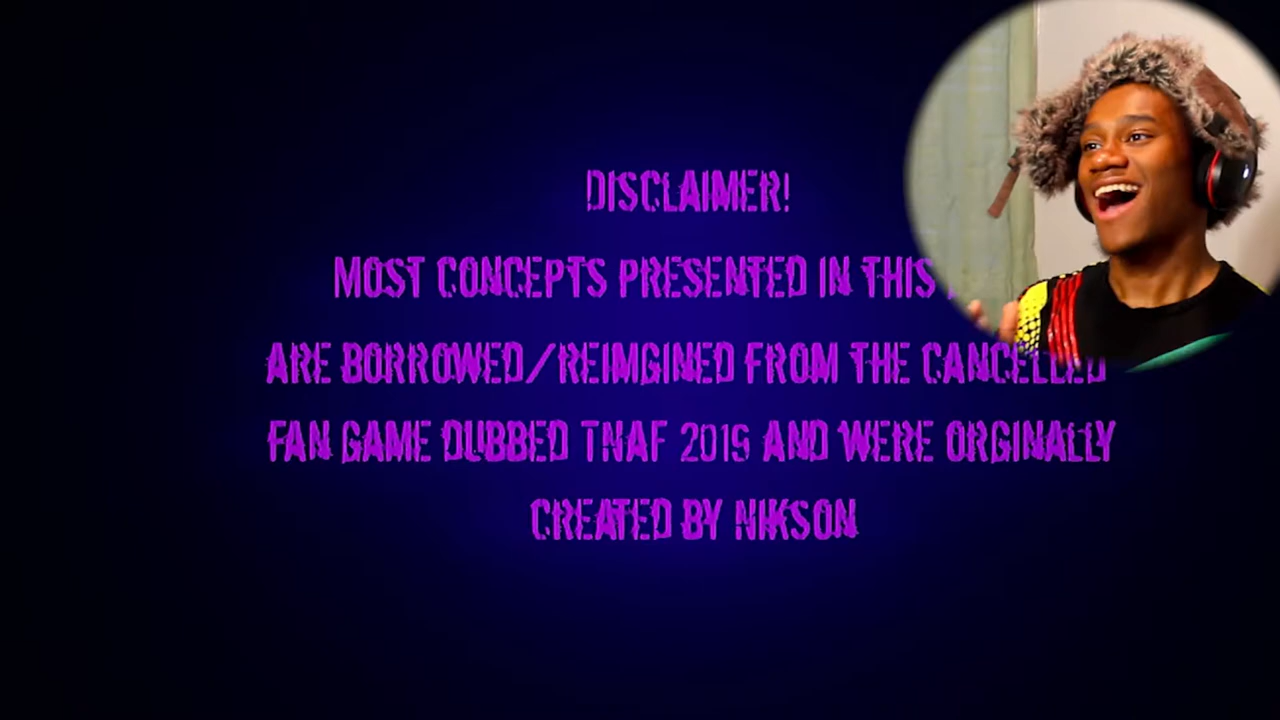 DISCLAIMER!
MOST CONCEPTS PRESENTED IN THIS
ARE BORROWED/REIMGINED FROM THE CANCELLED
FAN GAME DUBBED TNAF 2019 AND WERE ORGINALLY
CREATED BY NIKSON